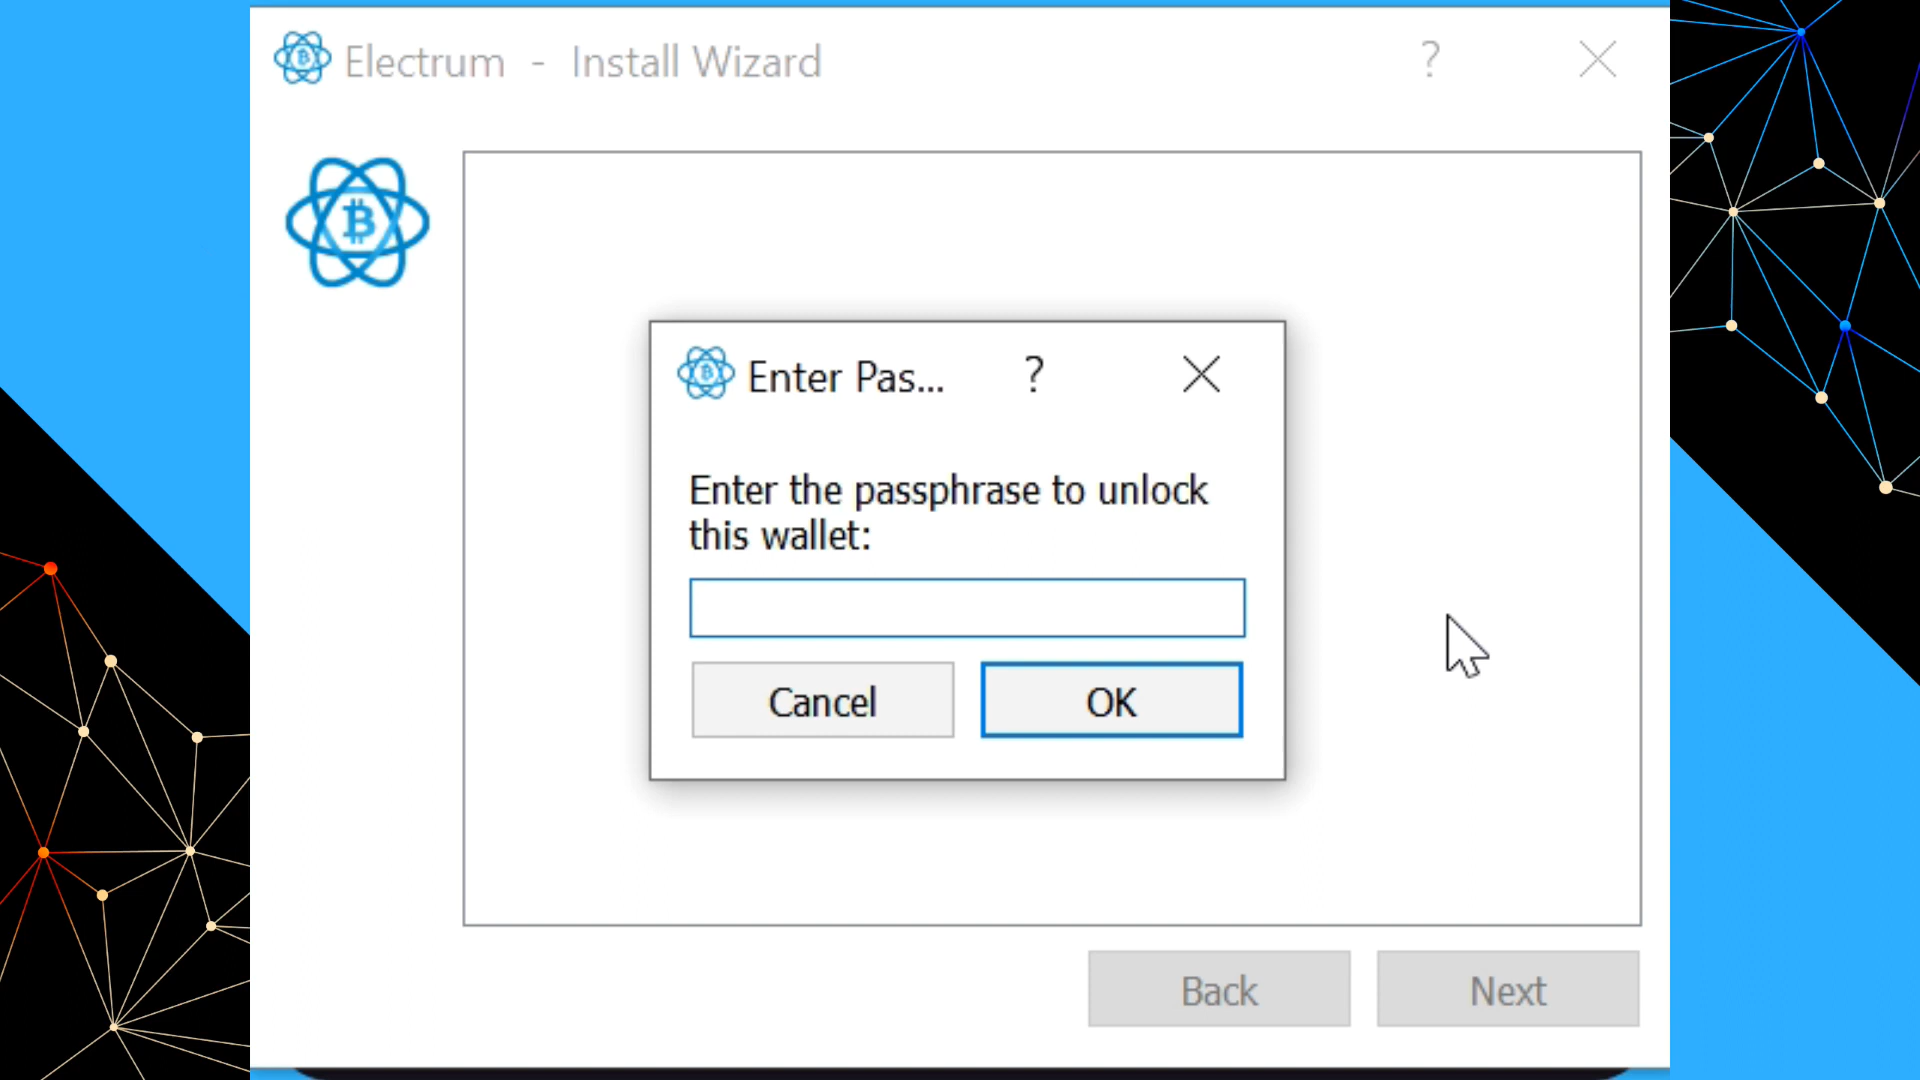 Electrum - Install Wizard
Enter Pas...
Enter the passphrase to unlock
this wallet:
Cancel
OK
Back
Next